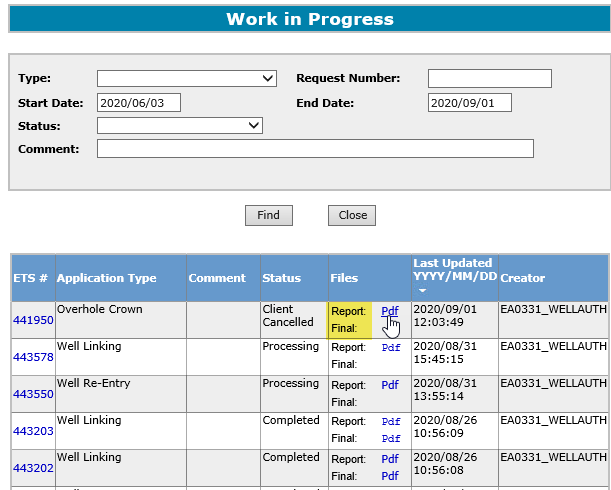 Work in Progress
Type: Request Number:
Start Date: 2020/06/03 End Date: 2020/09/01
Status:
Comment:
Find Close
ETS # Application Type Comment Status Files Last Updated YYYY/MM/DD Creator
441950 Overhole Crown Client Cancelled Report: Pdf Final: 2020/09/01 12:03:49 EA0331_WELLAUTH
443578 Well Linking Processing Report: Pdf Final: 2020/08/31 15:45:15 EA0331_WELLAUTH
443550 Well Re-Entry Processing Report: Pdf Final: 2020/08/31 13:55:14 EA0331_WELLAUTH
443203 Well Linking Completed Report: Pdf Final: Pdf 2020/08/26 10:56:09 EA0331_WELLAUTH
443202 Well Linking Completed Report: Pdf Final: Pdf 2020/08/26 10:56:08 EA0331_WELLAUTH